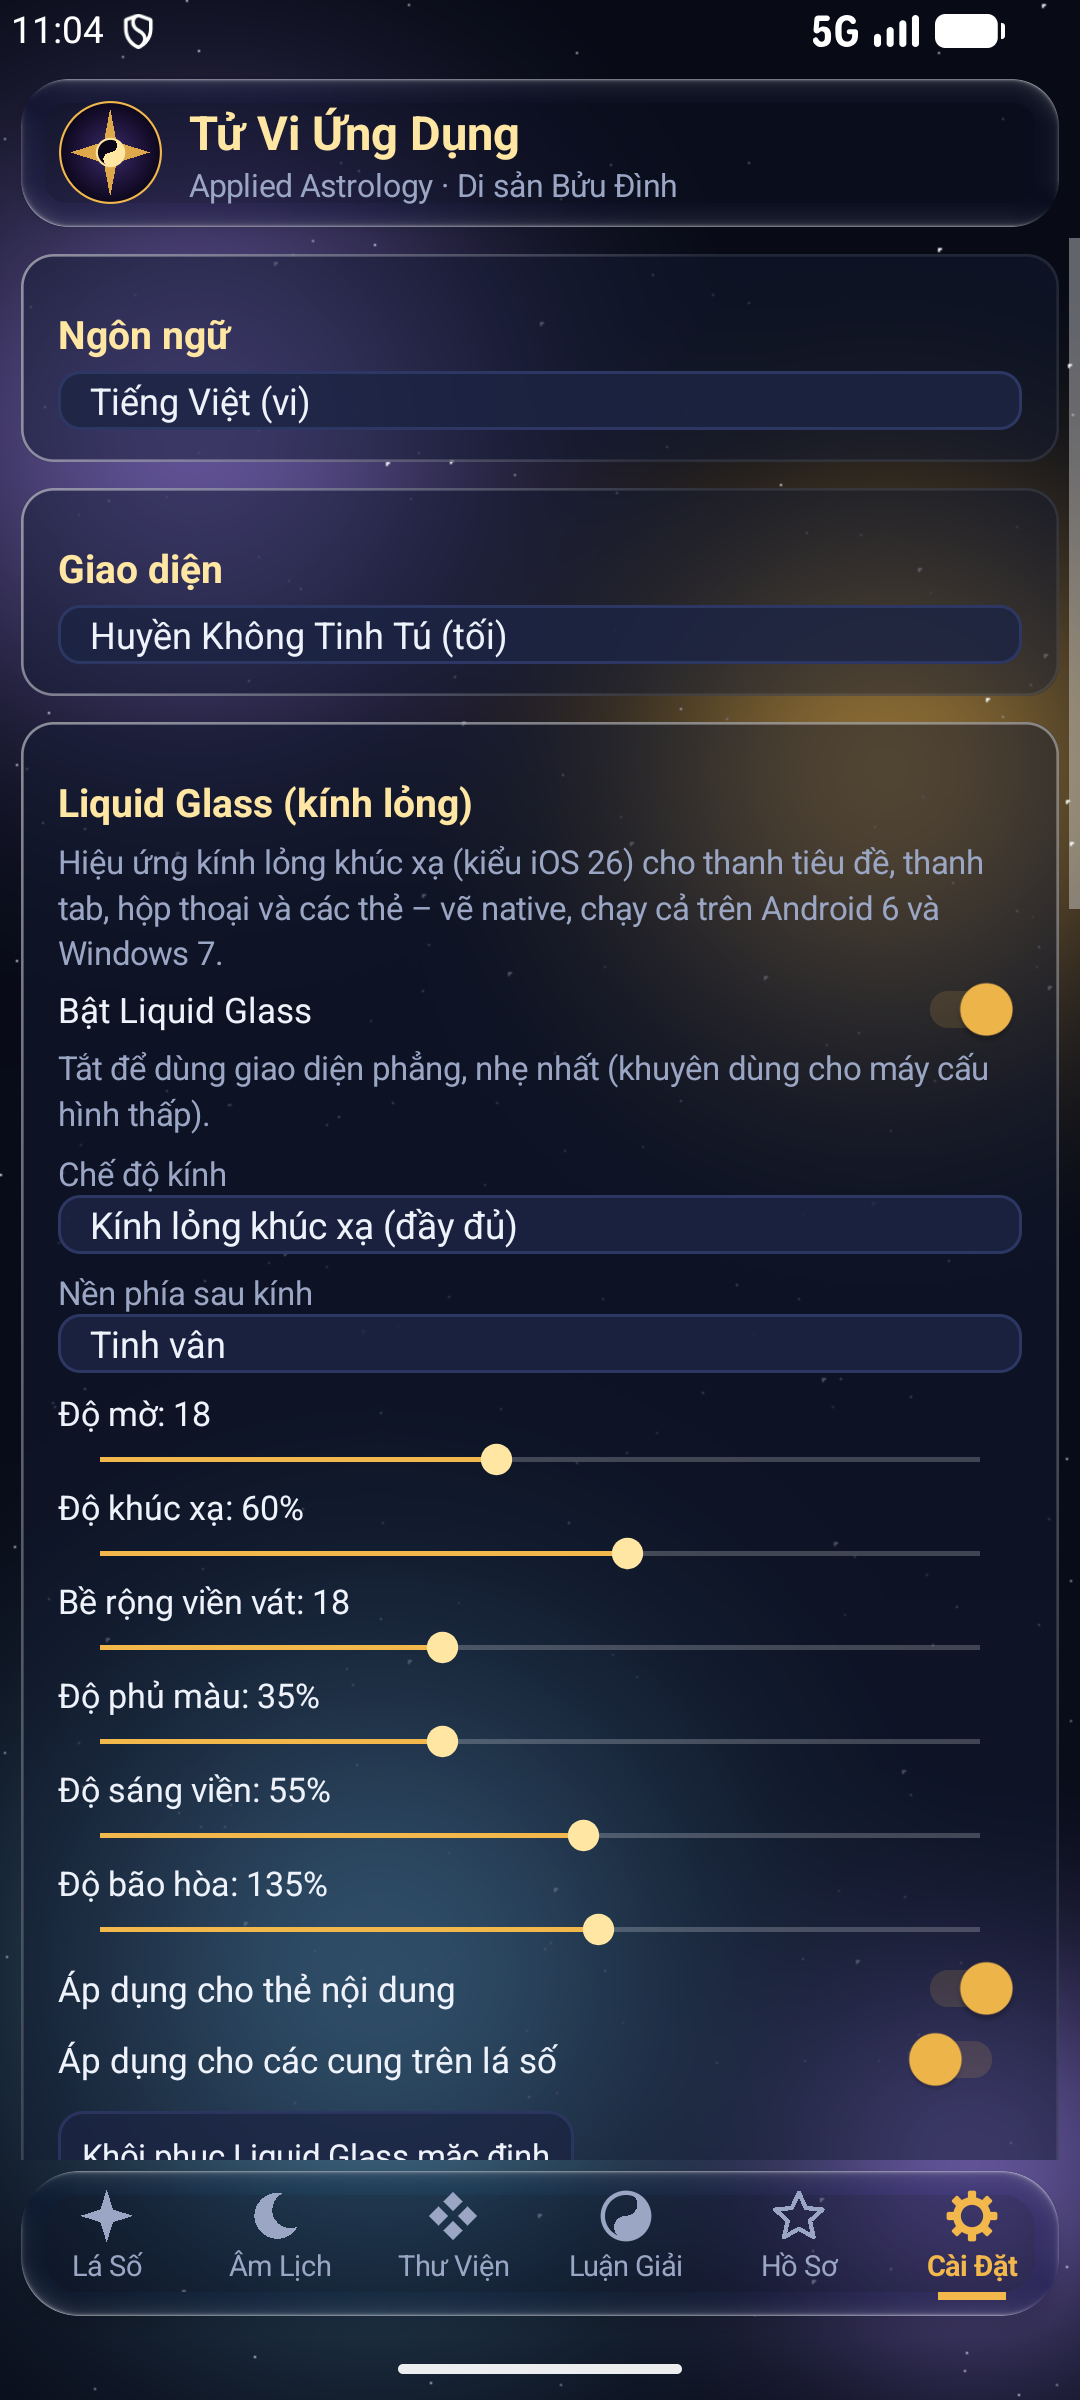 11:04
5G
Tử Vi Ứng Dụng
Applied Astrology · Di sản Bửu Đình
Ngôn ngữ
Tiếng Việt (vi)
Giao diện
Huyền Không Tinh Tú (tối)
Liquid Glass (kính lỏng)
Hiệu ứng kính lỏng khúc xạ (kiểu iOS 26) cho thanh tiêu đề, thanh
tab, hộp thoại và các thẻ – vẽ native, chạy cả trên Android 6 và
Windows 7.
Bật Liquid Glass
Tắt để dùng giao diện phẳng, nhẹ nhất (khuyên dùng cho máy cấu
hình thấp).
Chế độ kính
Kính lỏng khúc xạ (đầy đủ)
Nền phía sau kính
Tinh vân
Độ mờ: 18
Độ khúc xạ: 60%
Bề rộng viền vát: 18
Độ phủ màu: 35%
Độ sáng viền: 55%
Độ bão hòa: 135%
Áp dụng cho thẻ nội dung
Áp dụng cho các cung trên lá số
Khôi phục Liquid Glass mặc định
Lá Số
Âm Lịch
Thư Viện
Luận Giải
Hồ Sơ
Cài Đặt